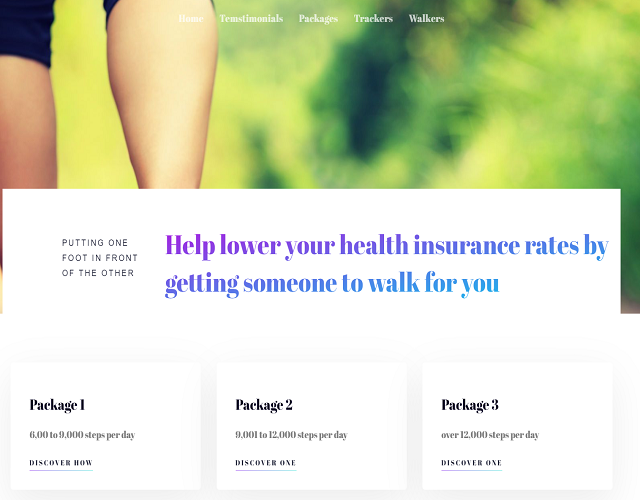 Home Temstimonials Packages Trackers Walkers
PUTTING ONE
FOOT IN FRONT
OF THE OTHER
Help lower your health insurance rates by
getting someone to walk for you
Package 1
6,00 to 9,000 steps per day
DISCOVER HOW
Package 2
9,001 to 12,000 steps per day
DISCOVER ONE
Package 3
over 12,000 steps per day
DISCOVER ONE